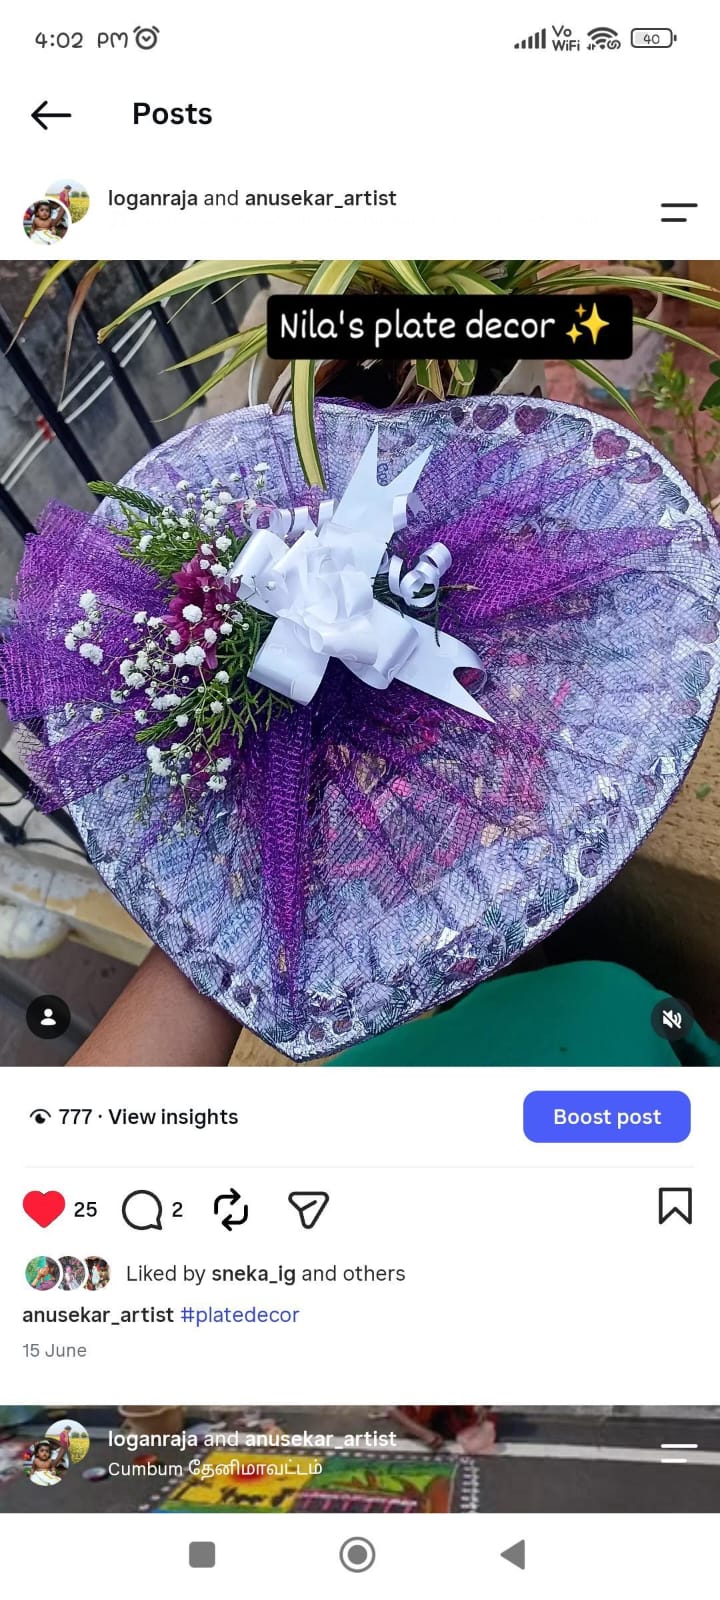 4:02 PM
Vo
WiFi
40
Posts
loganraja and anusekar_artist
Nila's plate decor ✨
777 · View insights
Boost post
25
2
Liked by sneka_ig and others
anusekar_artist #platedecor
15 June
loganraja and anusekar_artist
Cumbum தேனிமாவட்டம்